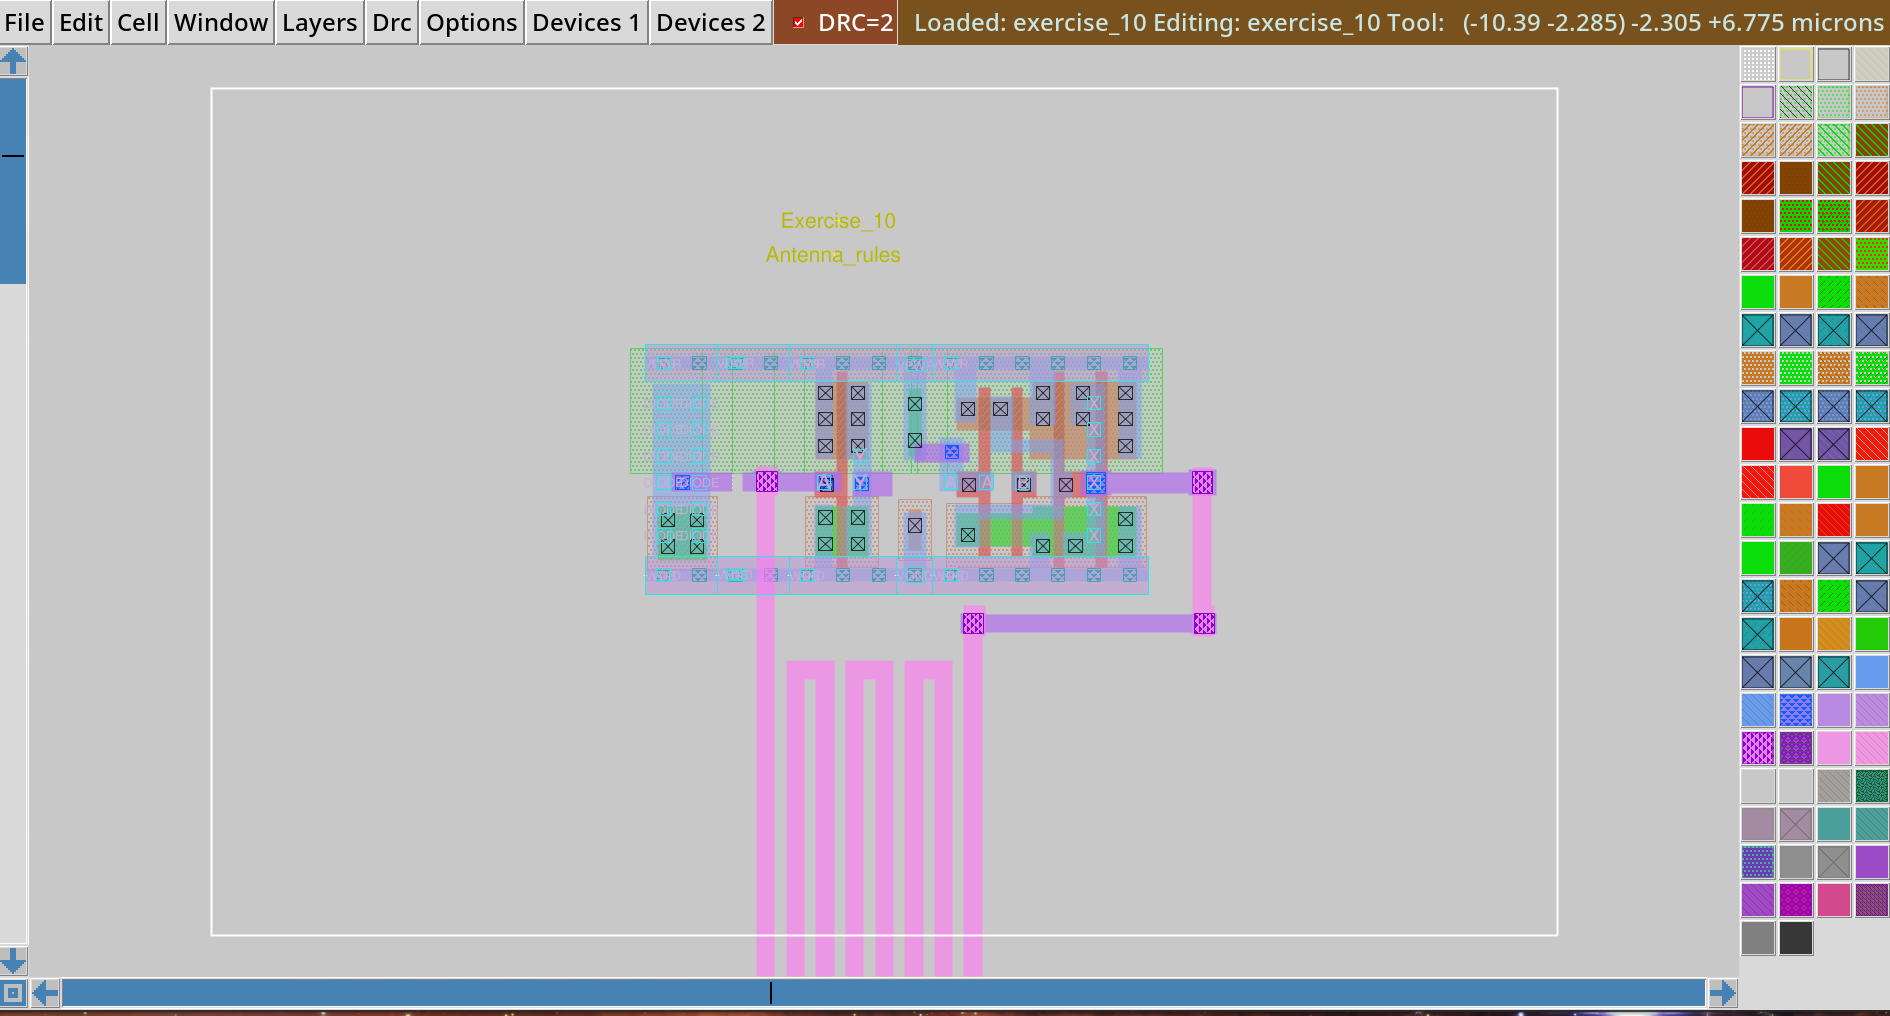 File Edit Cell Window Layers Drc Options Devices 1 Devices 2 DRC=2 Loaded: exercise_10 Editing: exercise_10 Tool: (-10.39 -2.285) -2.305 +6.775 microns
Exercise_10
Antenna_rules
A Y A X